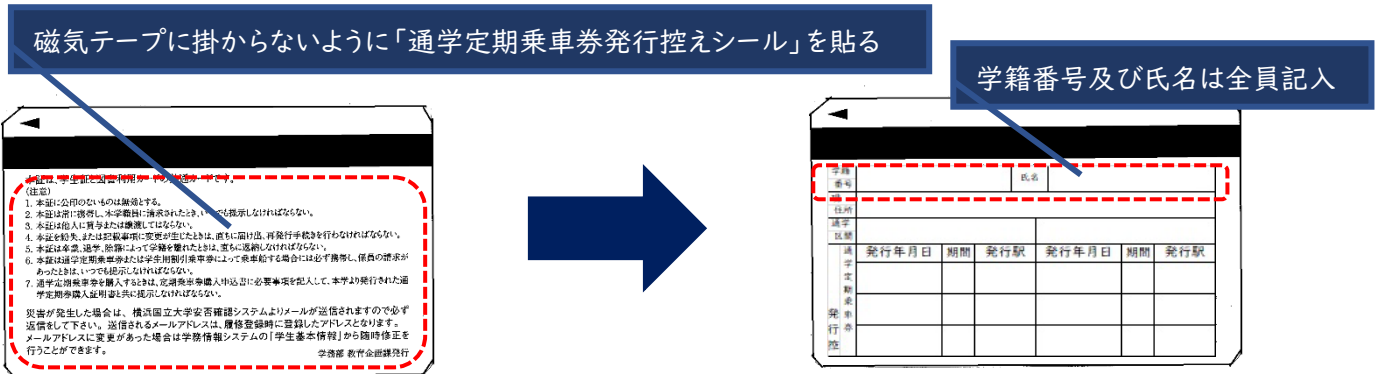 磁気テープに掛からないように「通学定期乗車券発行控えシール」を貼る
学籍番号及び氏名は全員記入
本証は、学生証と図書利用カードの共通カードです。
(注意)
1. 本証に公印のないものは無効とする。
2. 本証は常に携帯し、本学職員に請求されたとき、いつでも提示しなければならない。
3. 本証は他人に貸与または譲渡してはならない。
4. 本証を紛失、または記載事項に変更が生じたときは、直ちに届け出、再発行手続きを行わなければならない。
5. 本証は卒業、退学、除籍によって学籍を離れたときは、直ちに返納しなければならない。
6. 本証は通学定期乗車券または学生用割引乗車券によって乗車船する場合には必ず携帯し、係員の請求が
あったときは、いつでも提示しなければならない。
7. 通学定期乗車券を購入するときは、定期乗車券購入申込書に必要事項を記入して、本学より発行された通
学定期券購入証明書と共に提示しなければならない。
災害が発生した場合は、横浜国立大学安否確認システムよりメールが送信されますので必ず
返信をして下さい。送信されるメールアドレスは、履修登録時に登録したアドレスとなります。
メールアドレスに変更があった場合は学務情報システムの「学生基本情報」から随時修正を
行うことができます。
学務部 教育企画課発行
学籍
番号
氏名
現
住所
通学
区間
発行控
通学定期乗車券
発行年月日 期間 発行駅 発行年月日 期間 発行駅